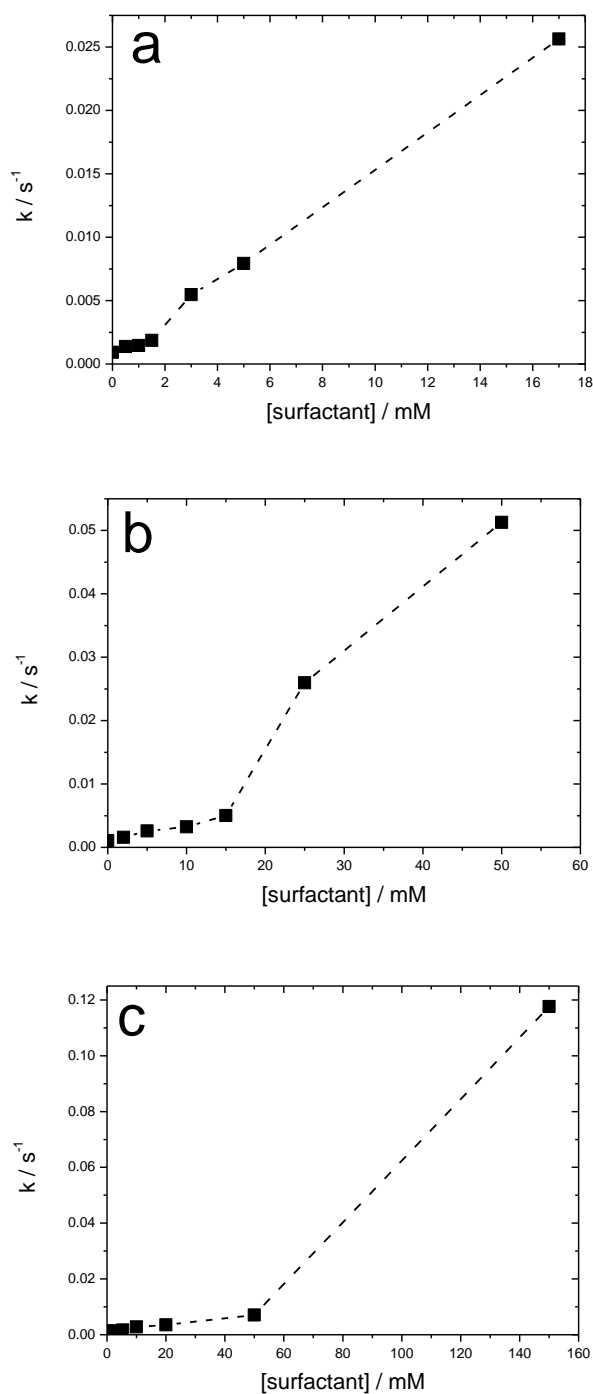 a
0.025
0.020
0.015
0.010
0.005
0.000
k / s⁻¹
0 2 4 6 8 10 12 14 16 18
[surfactant] / mM
b
0.05
0.04
0.03
0.02
0.01
0.00
k / s⁻¹
0 10 20 30 40 50 60
[surfactant] / mM
c
0.12
0.10
0.08
0.06
0.04
0.02
0.00
k / s⁻¹
0 20 40 60 80 100 120 140 160
[surfactant] / mM